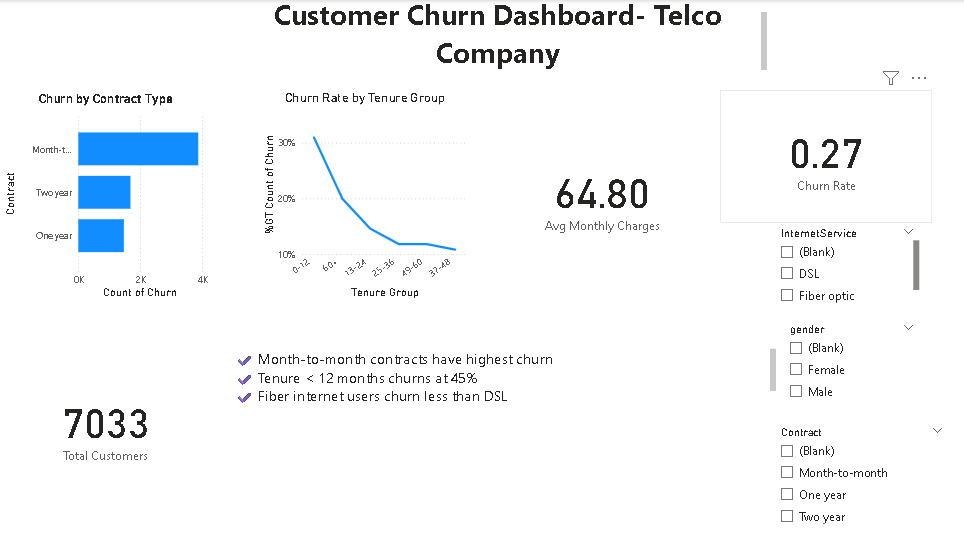 Customer Churn Dashboard- Telco
Company
Churn by Contract Type
Contract
Month-t...
Two year
One year
0K
2K
4K
Count of Churn
Churn Rate by Tenure Group
%GT Count of Churn
30%
20%
10%
0-12
60+
13-24
25-36
49-60
37-48
Tenure Group
64.80
Avg Monthly Charges
0.27
Churn Rate
InternetService
(Blank)
DSL
Fiber optic
gender
(Blank)
Female
Male
Month-to-month contracts have highest churn
Tenure < 12 months churns at 45%
Fiber internet users churn less than DSL
7033
Total Customers
Contract
(Blank)
Month-to-month
One year
Two year